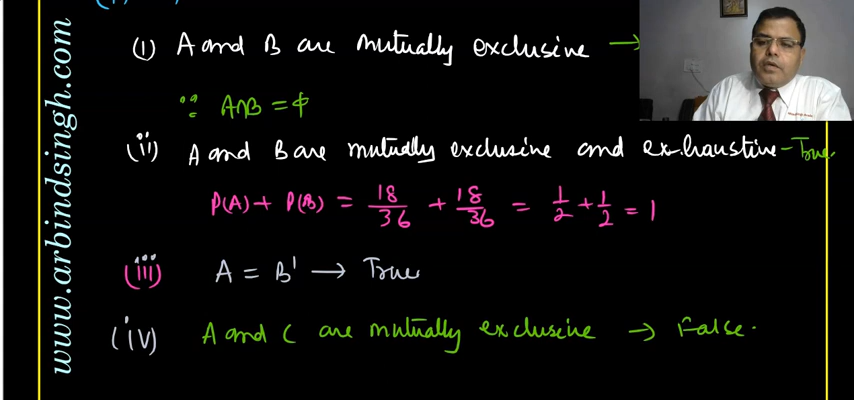 (i) A and B are mutually exclusive →
∵ A∩B = ϕ
(ii) A and B are mutually exclusive and exhaustive - True.
P(A) + P(B) = 18/36 + 18/36 = 1/2 + 1/2 = 1
(iii) A = B' → True
(iv) A and C are mutually exclusive → False.
www.arbindsingh.com